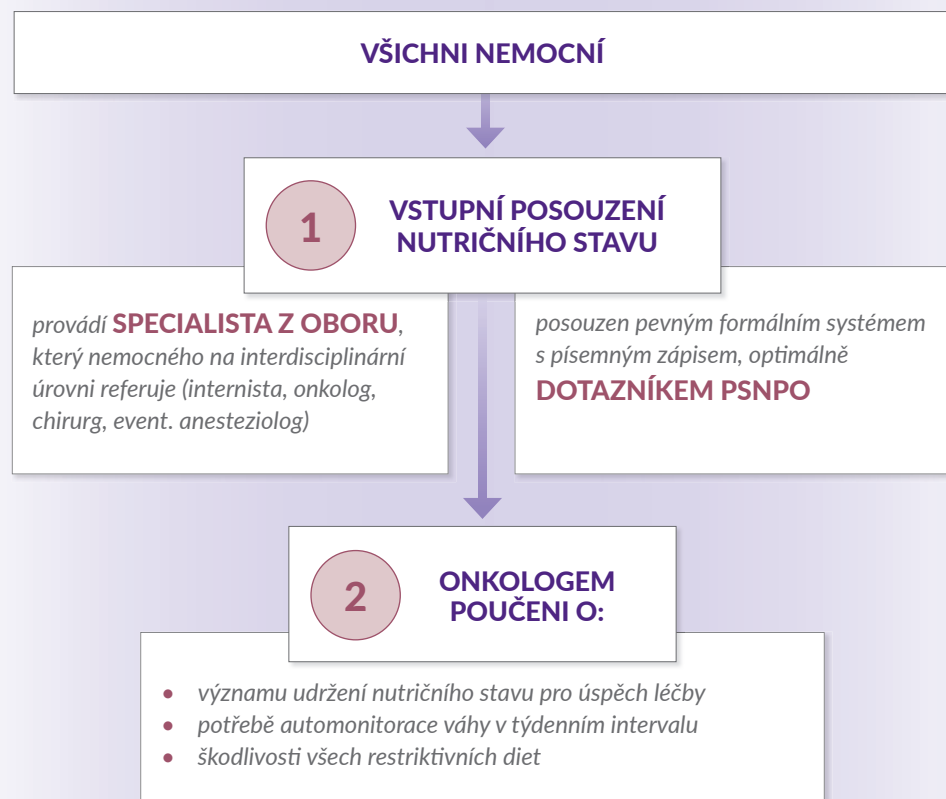 VŠICHNI NEMOCNÍ
1
VSTUPNÍ POSOUZENÍ
NUTRIČNÍHO STAVU
provádí SPECIALISTA Z OBORU,
který nemocného na interdisciplinární
úrovni referuje (internista, onkolog,
chirurg, event. anesteziolog)
posouzen pevným formálním systémem
s písemným zápisem, optimálně
DOTAZNÍKEM PSNPO
2
ONKOLOGEM
POUČENI O:
• významu udržení nutričního stavu pro úspěch léčby
• potřebě automonitorace váhy v týdenním intervalu
• škodlivosti všech restriktivních diet